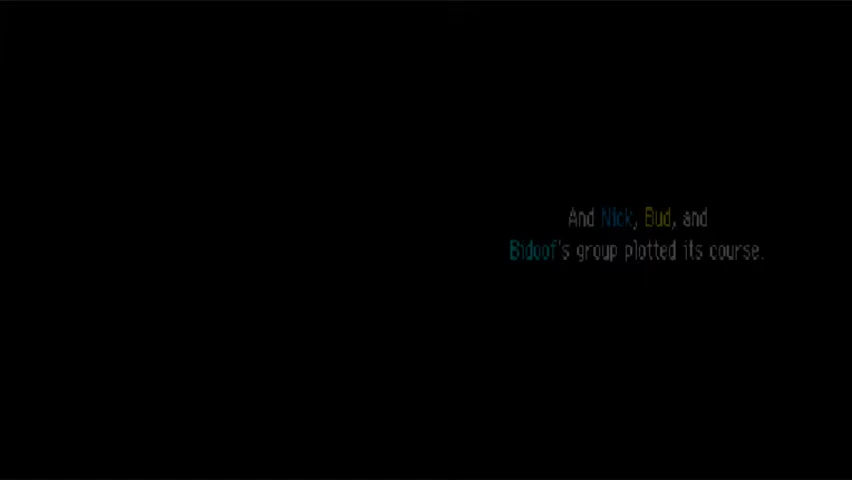 And Nick, Bud, and
Bidoof's group plotted its course.